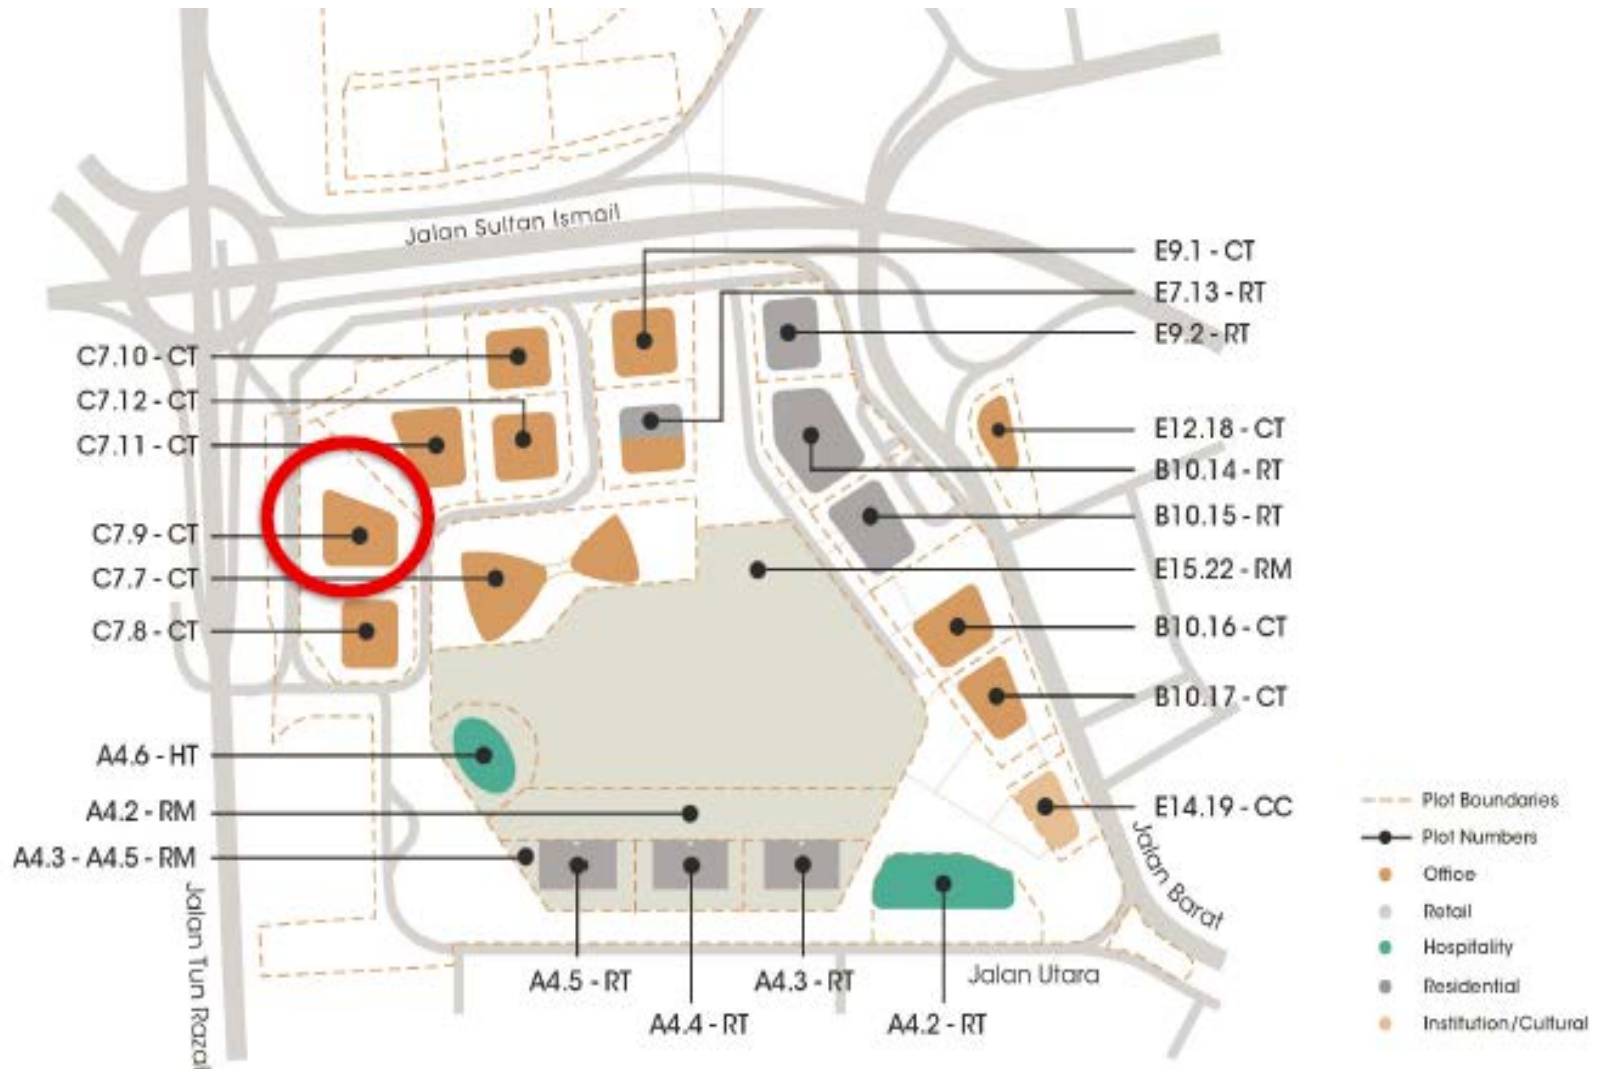 Jalan Sultan Ismail
E9.1 - CT
E7.13 - RT
E9.2 - RT
C7.10 - CT
C7.12 - CT
C7.11 - CT
E12.18 - CT
B10.14 - RT
B10.15 - RT
C7.9 - CT
C7.7 - CT
E15.22 - RM
C7.8 - CT
B10.16 - CT
B10.17 - CT
A4.6 - HT
A4.2 - RM
E14.19 - CC
A4.3 - A4.5 - RM
Jalan Barat
Jalan Tun Razak
A4.5 - RT
A4.3 - RT
Jalan Utara
A4.4 - RT
A4.2 - RT
Plot Boundaries
Plot Numbers
Office
Retail
Hospitality
Residential
Institution/Cultural